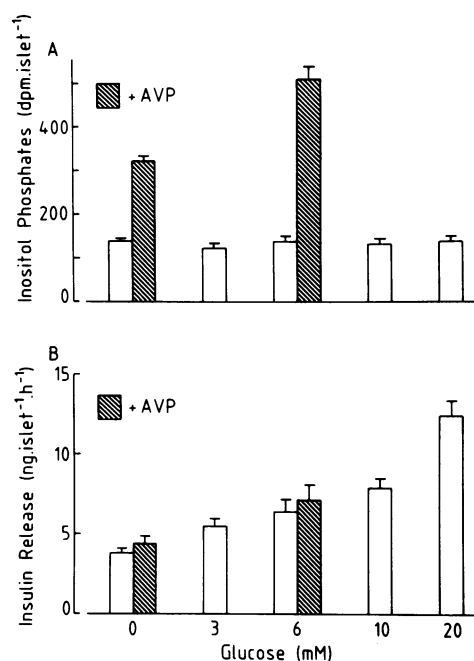 A
Inositol Phosphates (dpm.islet⁻¹)
+ AVP
400
200
0
B
Insulin Release (ng.islet⁻¹.h⁻¹)
15
+ AVP
10
5
0
0 3 6 10 20
Glucose (mM)